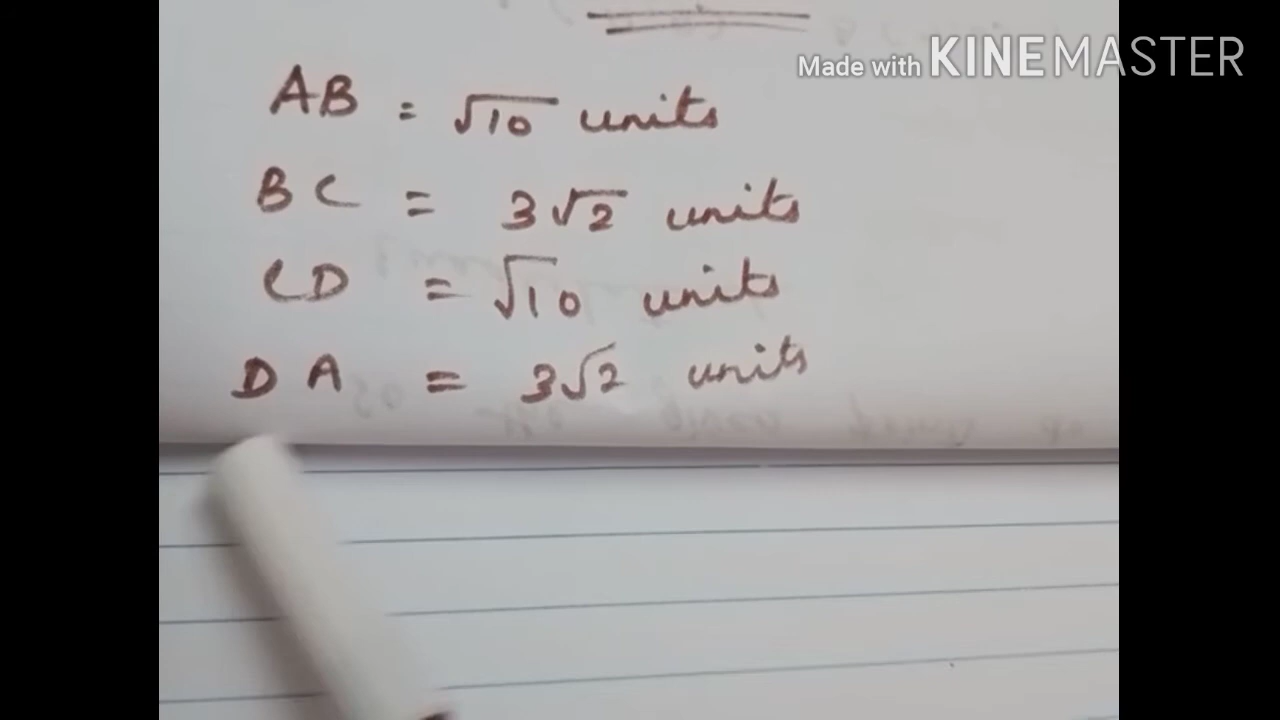 Made with KINEMASTER
AB = √10 units
BC = 3√2 units
CD = √10 units
DA = 3√2 units